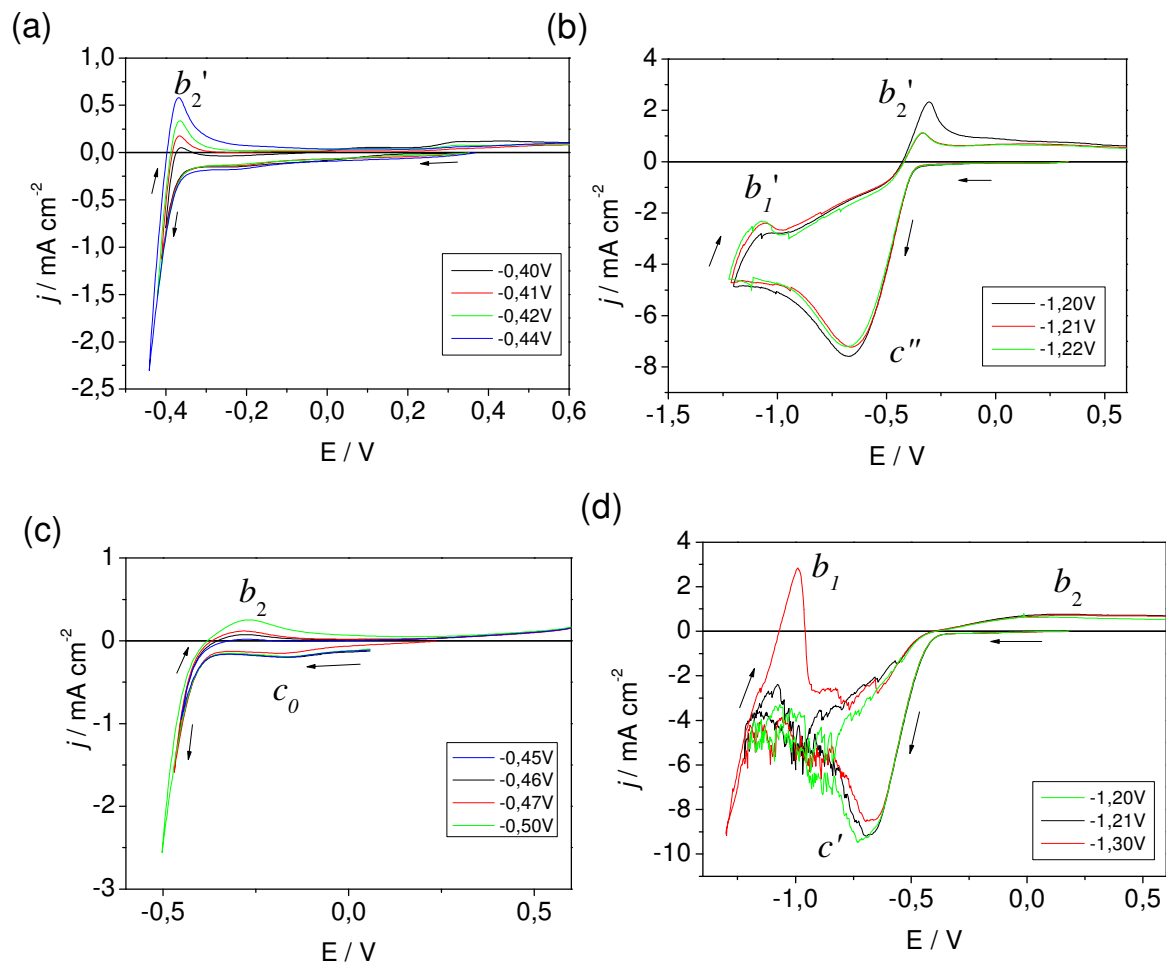 (a)
1,0
0,5
0,0
-0,5
-1,0
-1,5
-2,0
-2,5
j / mA cm-2
b2'
-0,40V
-0,41V
-0,42V
-0,44V
-0,4
-0,2
0,0
0,2
0,4
0,6
E / V
(b)
4
2
0
-2
-4
-6
-8
j / mA cm-2
b2'
b1'
c"
-1,20V
-1,21V
-1,22V
-1,5
-1,0
-0,5
0,0
0,5
E / V
(c)
1
0
-1
-2
-3
j / mA cm-2
b2
c0
-0,45V
-0,46V
-0,47V
-0,50V
-0,5
0,0
0,5
E / V
(d)
4
2
0
-2
-4
-6
-8
-10
j / mA cm-2
b1
b2
c'
-1,20V
-1,21V
-1,30V
-1,0
-0,5
0,0
0,5
E / V